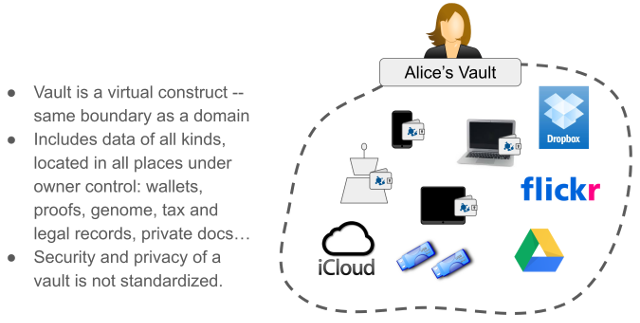 Alice's Vault
● Vault is a virtual construct --
same boundary as a domain
● Includes data of all kinds,
located in all places under
owner control: wallets,
proofs, genome, tax and
legal records, private docs…
● Security and privacy of a
vault is not standardized.
Dropbox
flickr
iCloud